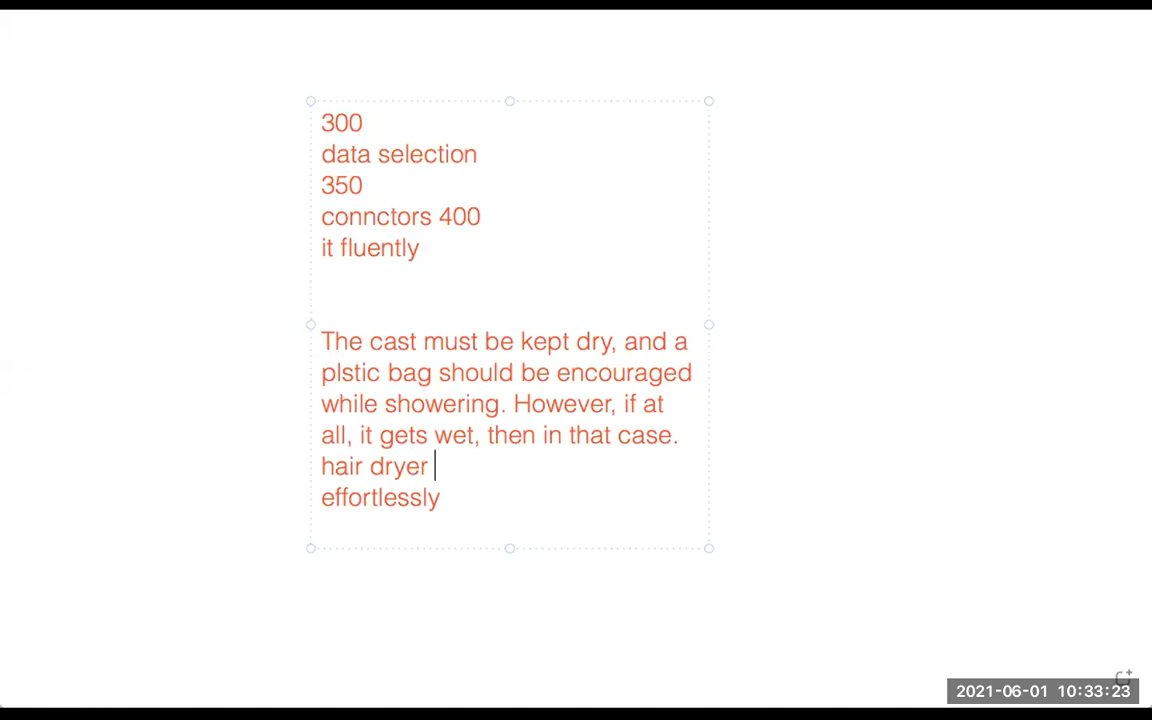 300
data selection
350
connctors 400
it fluently
The cast must be kept dry, and a
plstic bag should be encouraged
while showering. However, if at
all, it gets wet, then in that case.
hair dryer
effortlessly
2021-06-01 10:33:23